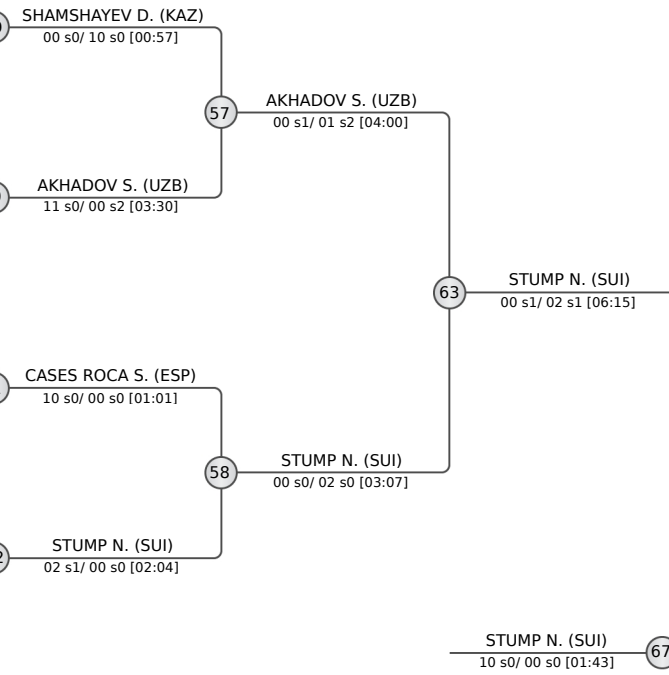 SHAMSHAYEV D. (KAZ)
00 s0/ 10 s0 [00:57]
57
AKHADOV S. (UZB)
00 s1/ 01 s2 [04:00]
AKHADOV S. (UZB)
11 s0/ 00 s2 [03:30]
63
STUMP N. (SUI)
00 s1/ 02 s1 [06:15]
CASES ROCA S. (ESP)
10 s0/ 00 s0 [01:01]
58
STUMP N. (SUI)
00 s0/ 02 s0 [03:07]
STUMP N. (SUI)
02 s1/ 00 s0 [02:04]
STUMP N. (SUI)
10 s0/ 00 s0 [01:43]
67